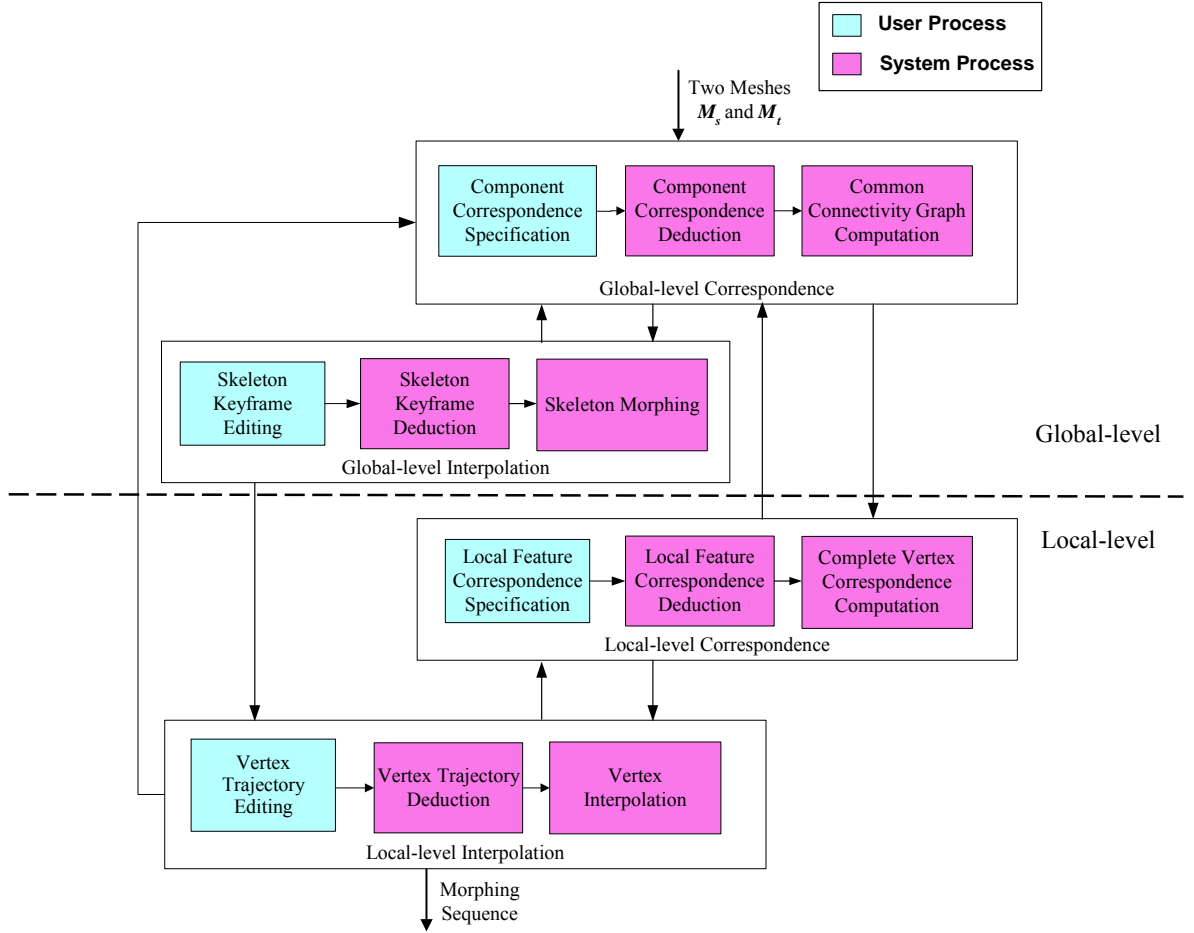 User Process
System Process
Two Meshes
M_s and M_t
Component
Correspondence
Specification
Component
Correspondence
Deduction
Common
Connectivity Graph
Computation
Global-level Correspondence
Skeleton
Keyframe
Editing
Skeleton
Keyframe
Deduction
Skeleton Morphing
Global-level Interpolation
Global-level
Local-level
Local Feature
Correspondence
Specification
Local Feature
Correspondence
Deduction
Complete Vertex
Correspondence
Computation
Local-level Correspondence
Vertex
Trajectory
Editing
Vertex Trajectory
Deduction
Vertex
Interpolation
Local-level Interpolation
Morphing
Sequence